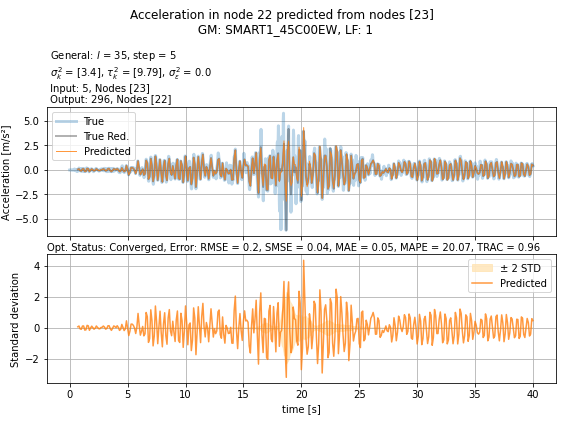 Acceleration in node 22 predicted from nodes [23]
GM: SMART1_45C00EW, LF: 1
General: l = 35, step = 5
σ²ₖ = [3.4], τ²ₖ = [9.79], σ²ε = 0.0
Input: 5, Nodes [23]
Output: 296, Nodes [22]
Acceleration [m/s²]
5.0
2.5
0.0
−2.5
−5.0
True
True Red.
Predicted
Opt. Status: Converged, Error: RMSE = 0.2, SMSE = 0.04, MAE = 0.05, MAPE = 20.07, TRAC = 0.96
Standard deviation
4
2
0
−2
± 2 STD
Predicted
0 5 10 15 20 25 30 35 40
time [s]